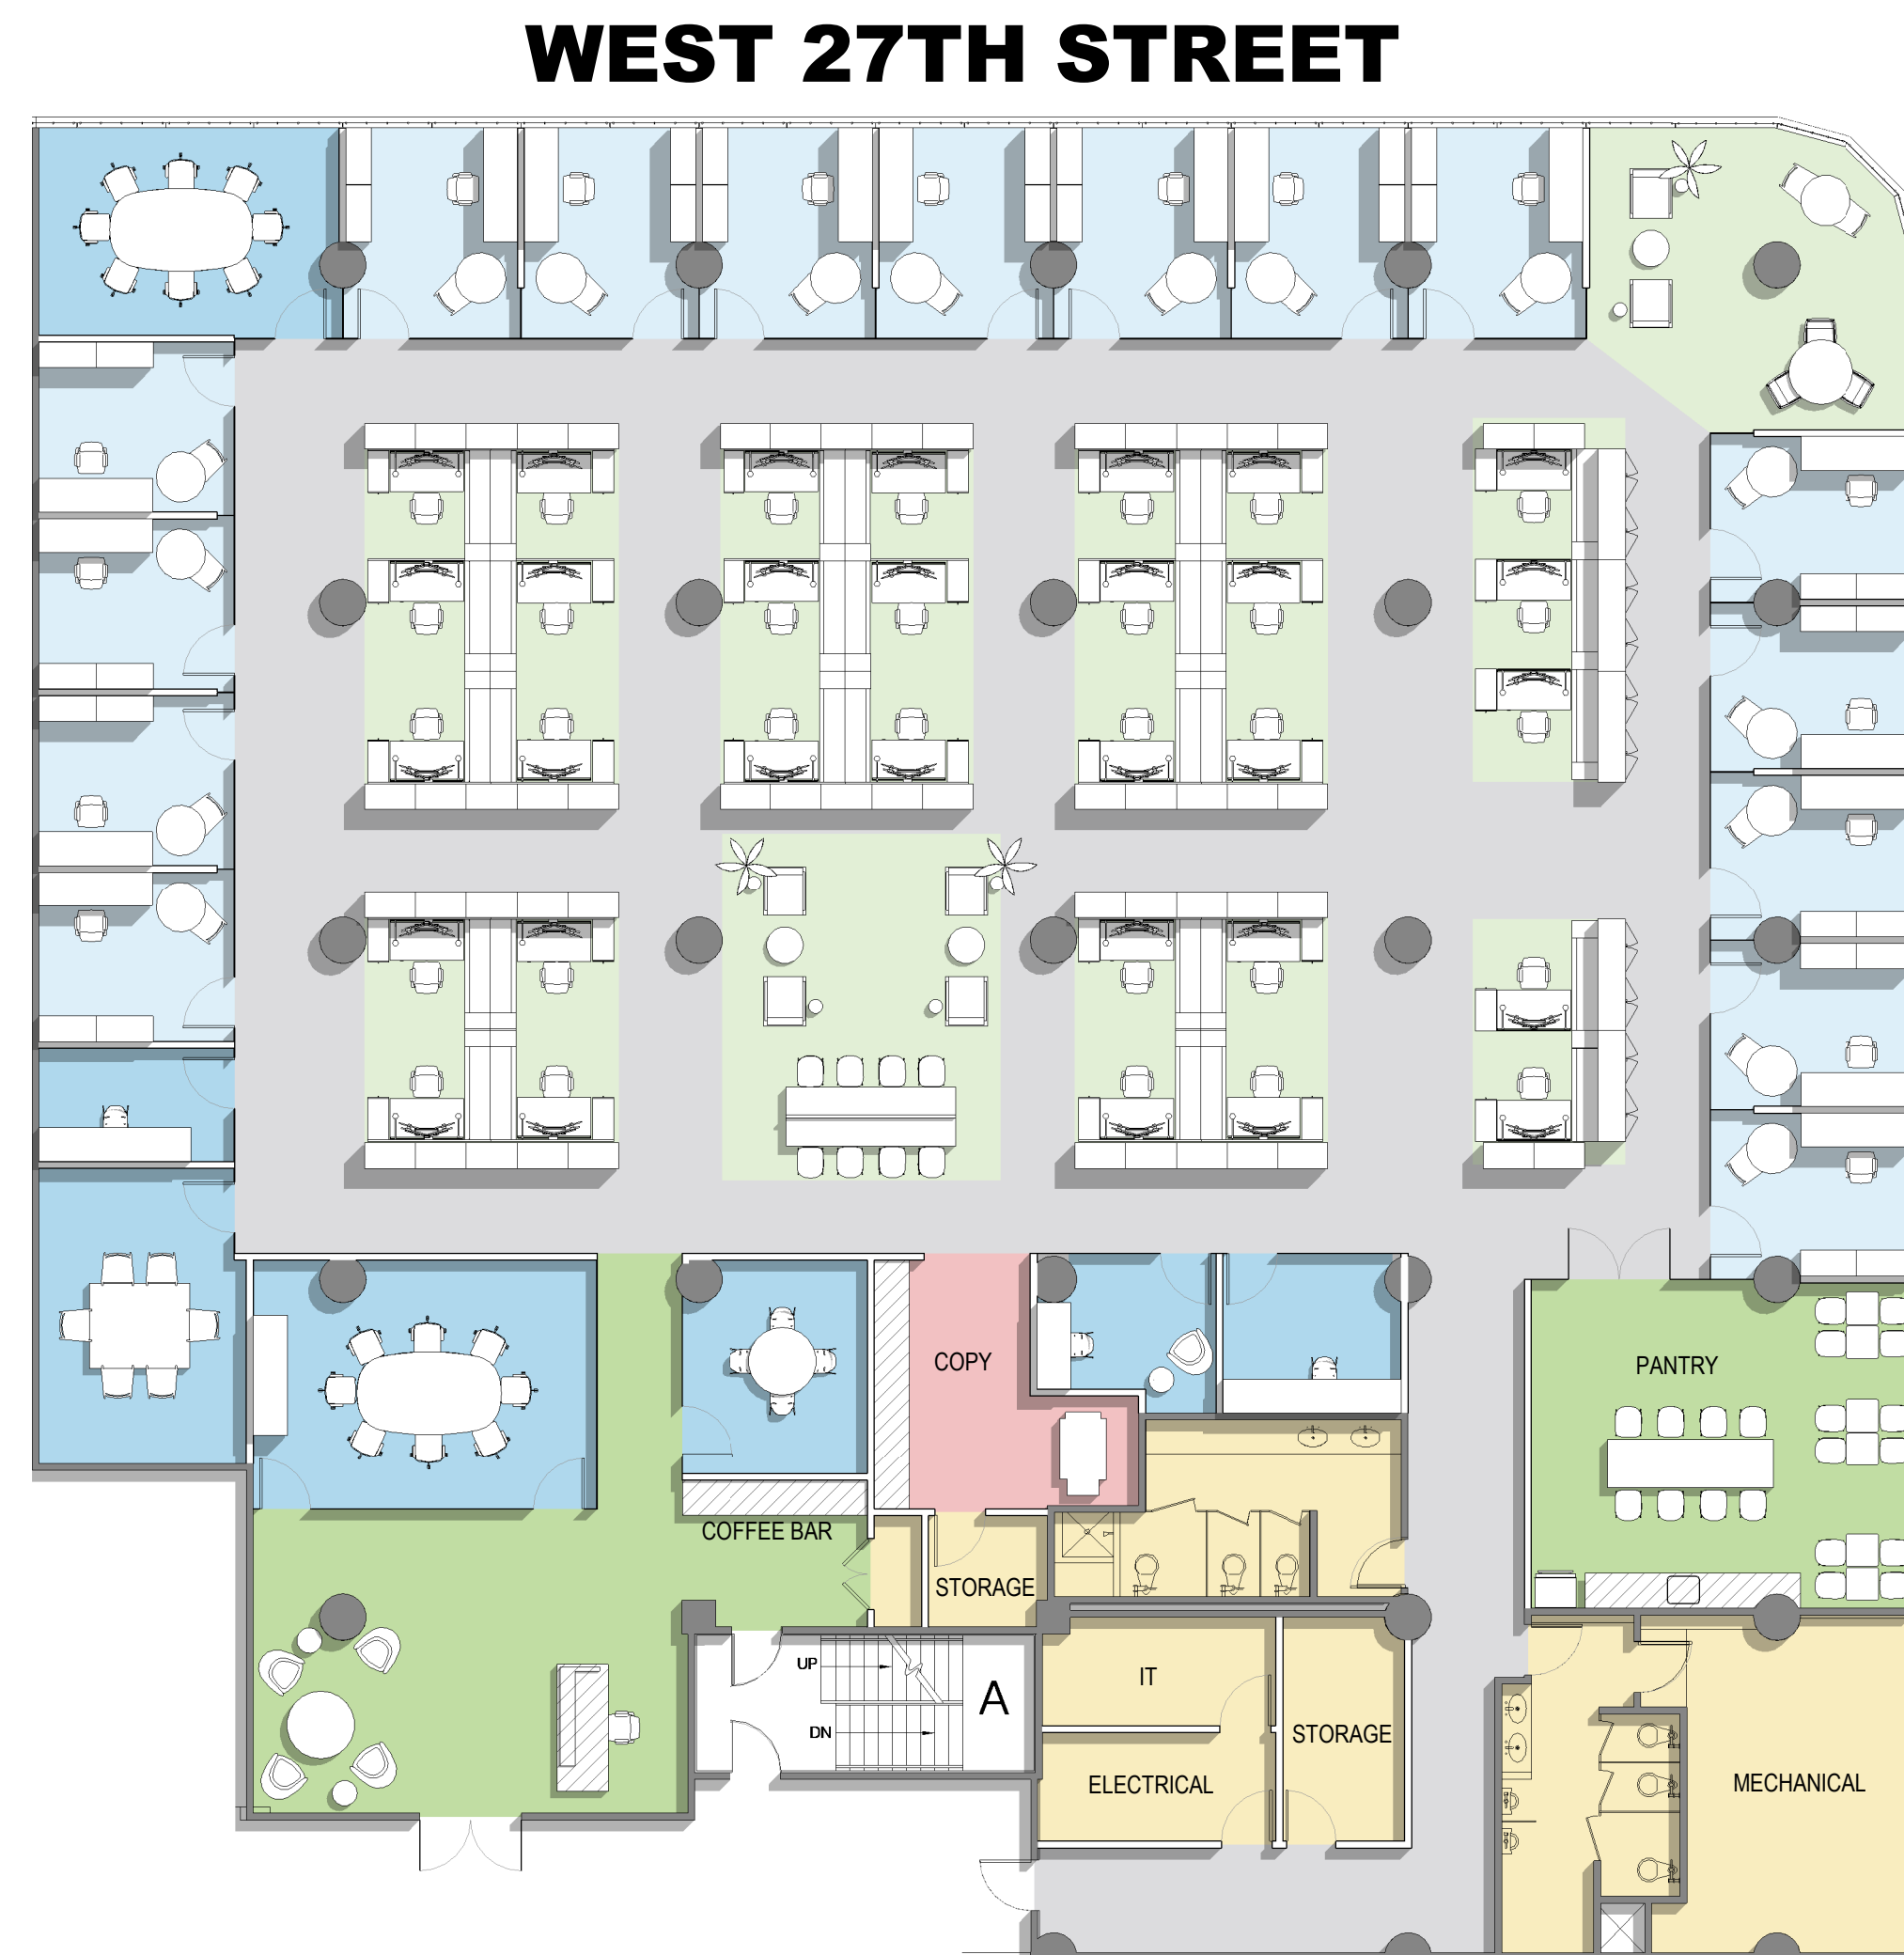 WEST 27TH STREET
COPY
PANTRY
COFFEE BAR
STORAGE
UP
IT
A
DN
STORAGE
ELECTRICAL
MECHANICAL